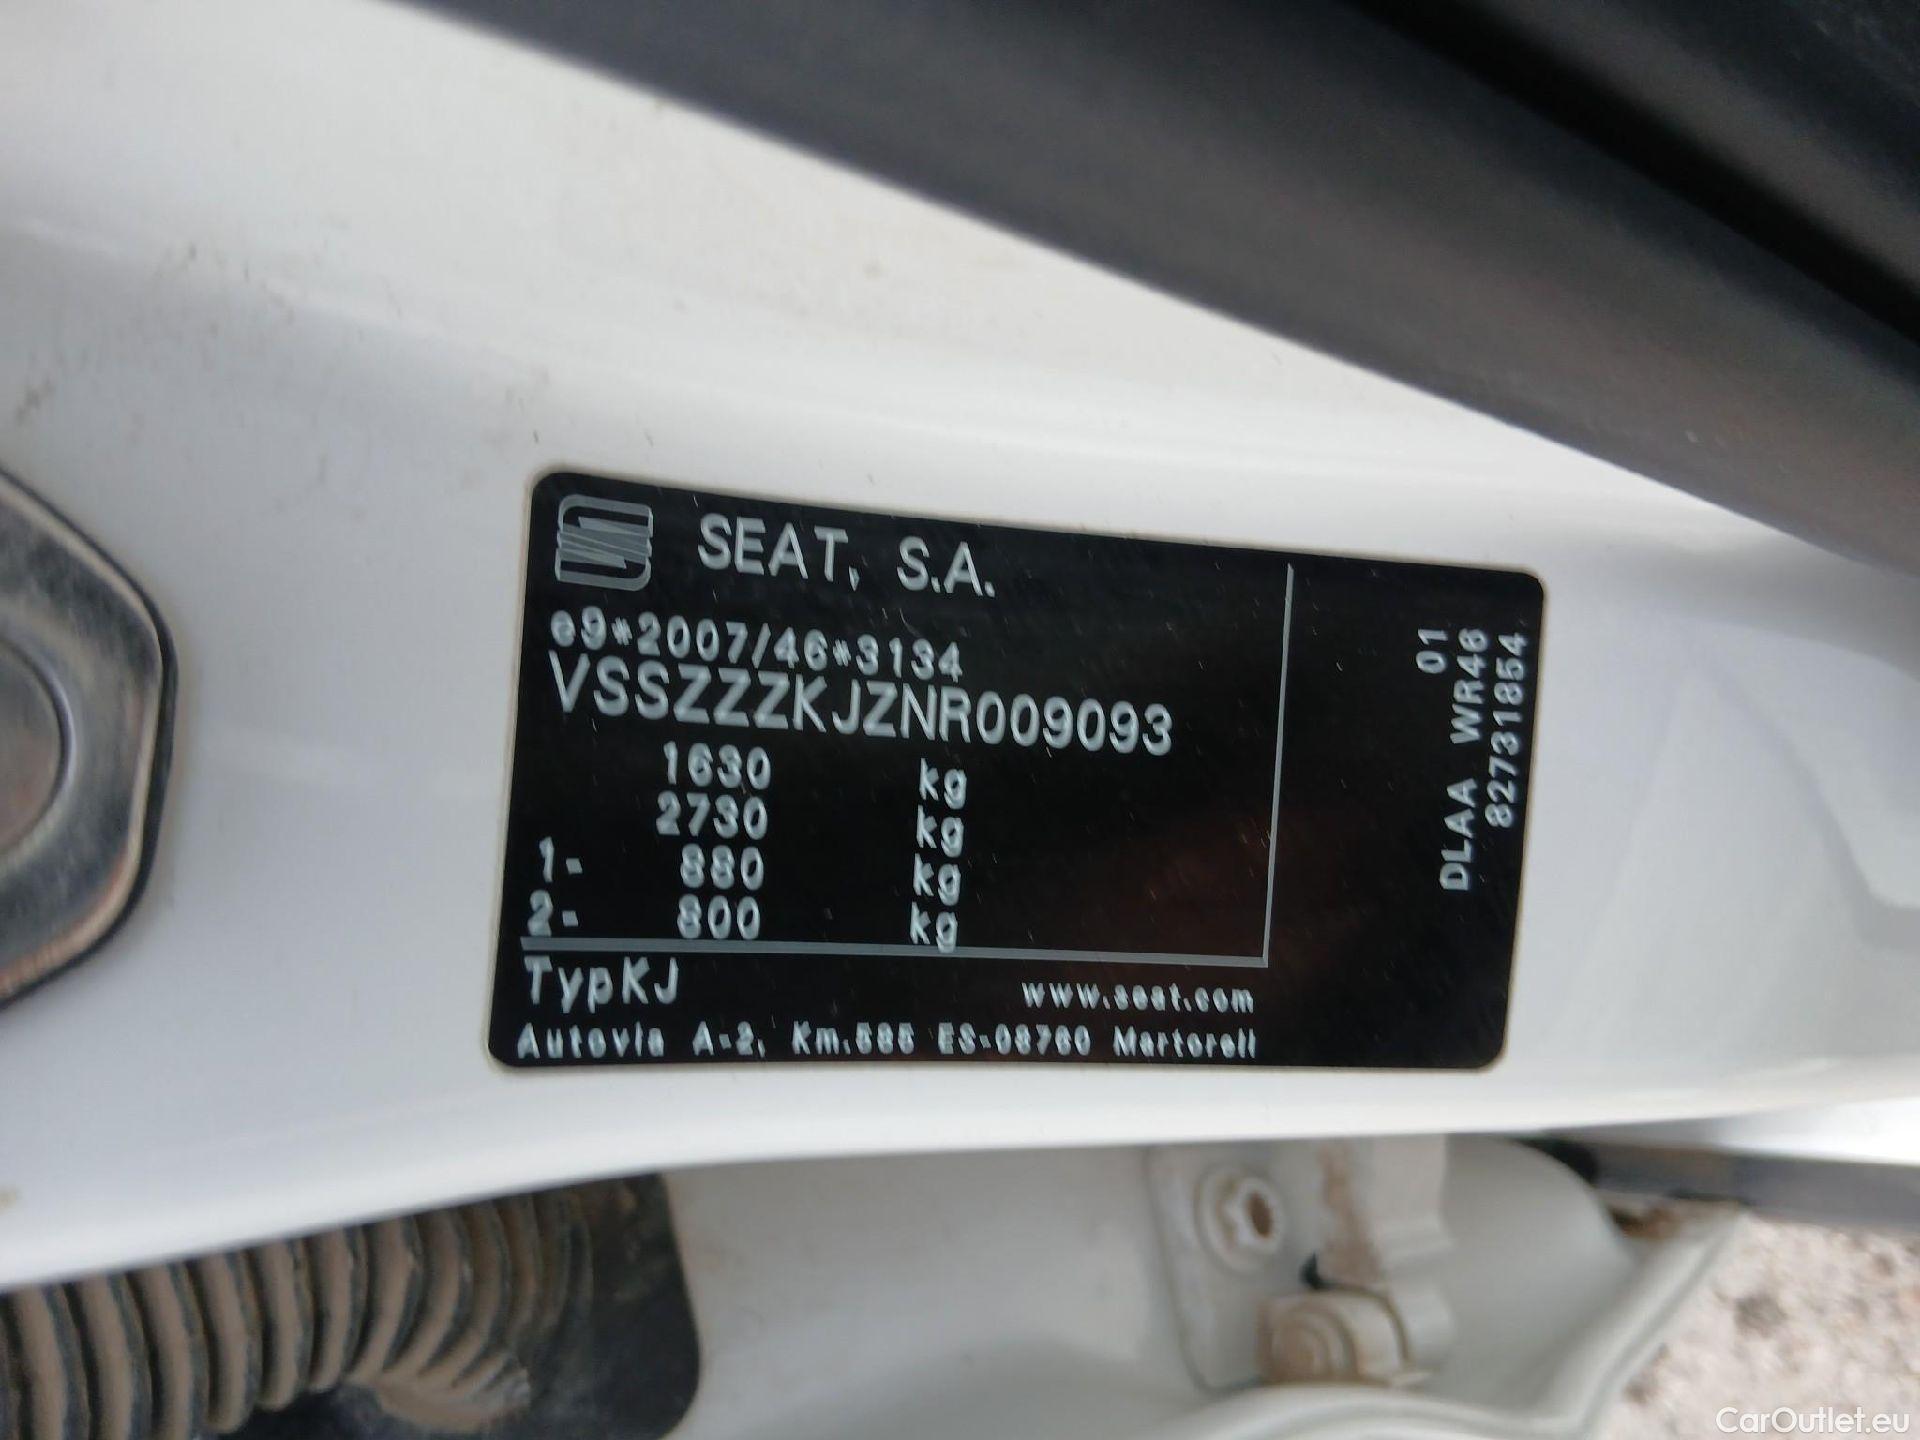 SEAT, S.A.
e9*2007/46*3134
VSSZZZKJZNR009093
1630 kg
2730 kg
1- 880 kg
2- 800 kg
TypKJ
www.seat.com
Autovia A-2, Km.585 ES-08760 Martorell
01
DLAA WR46
82731854
CarOutlet.eu